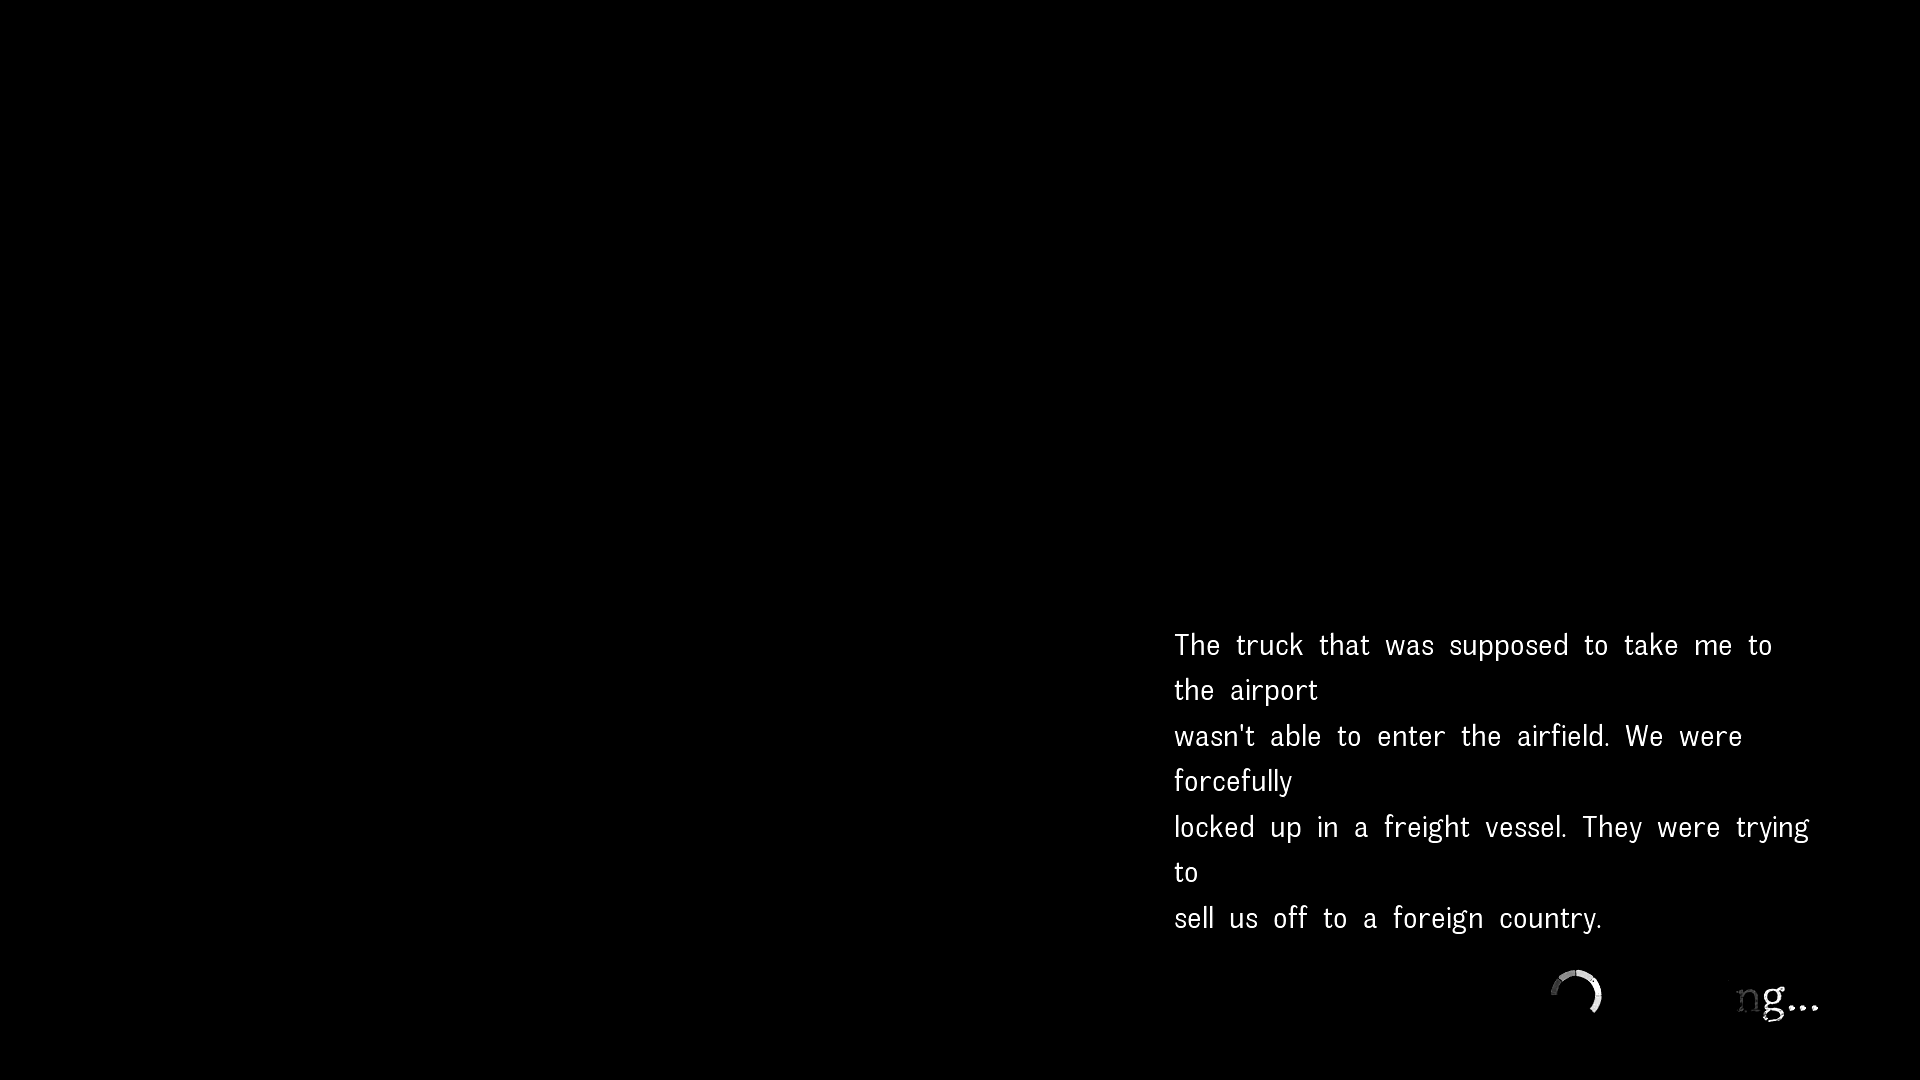 The truck that was supposed to take me to
the airport
wasn't able to enter the airfield. We were
forcefully
locked up in a freight vessel. They were trying
to
sell us off to a foreign country.
ng...